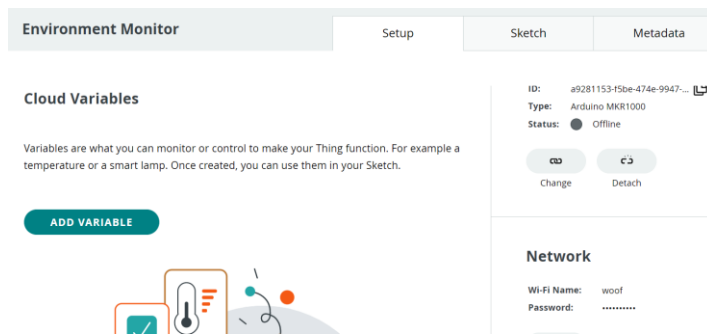 Environment Monitor
Setup
Sketch
Metadata
Cloud Variables
Variables are what you can monitor or control to make your Thing function. For example a
temperature or a smart lamp. Once created, you can use them in your Sketch.
ADD VARIABLE
ID: a9281153-f5be-474e-9947-...
Type: Arduino MKR1000
Status: Offline
Change
Detach
Network
Wi-Fi Name: woof
Password: ••••••••••